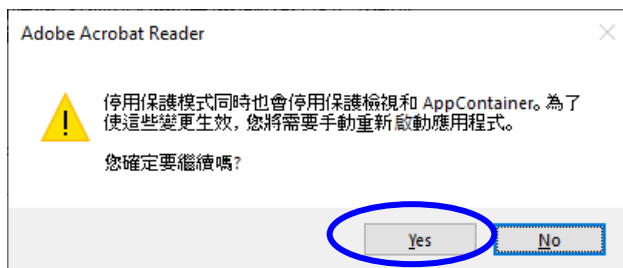 Adobe Acrobat Reader
停用保護模式同時也會停用保護檢視和 AppContainer。為了
使這些變更生效, 您將需要手動重新啟動應用程式。
您確定要繼續嗎?
Yes No